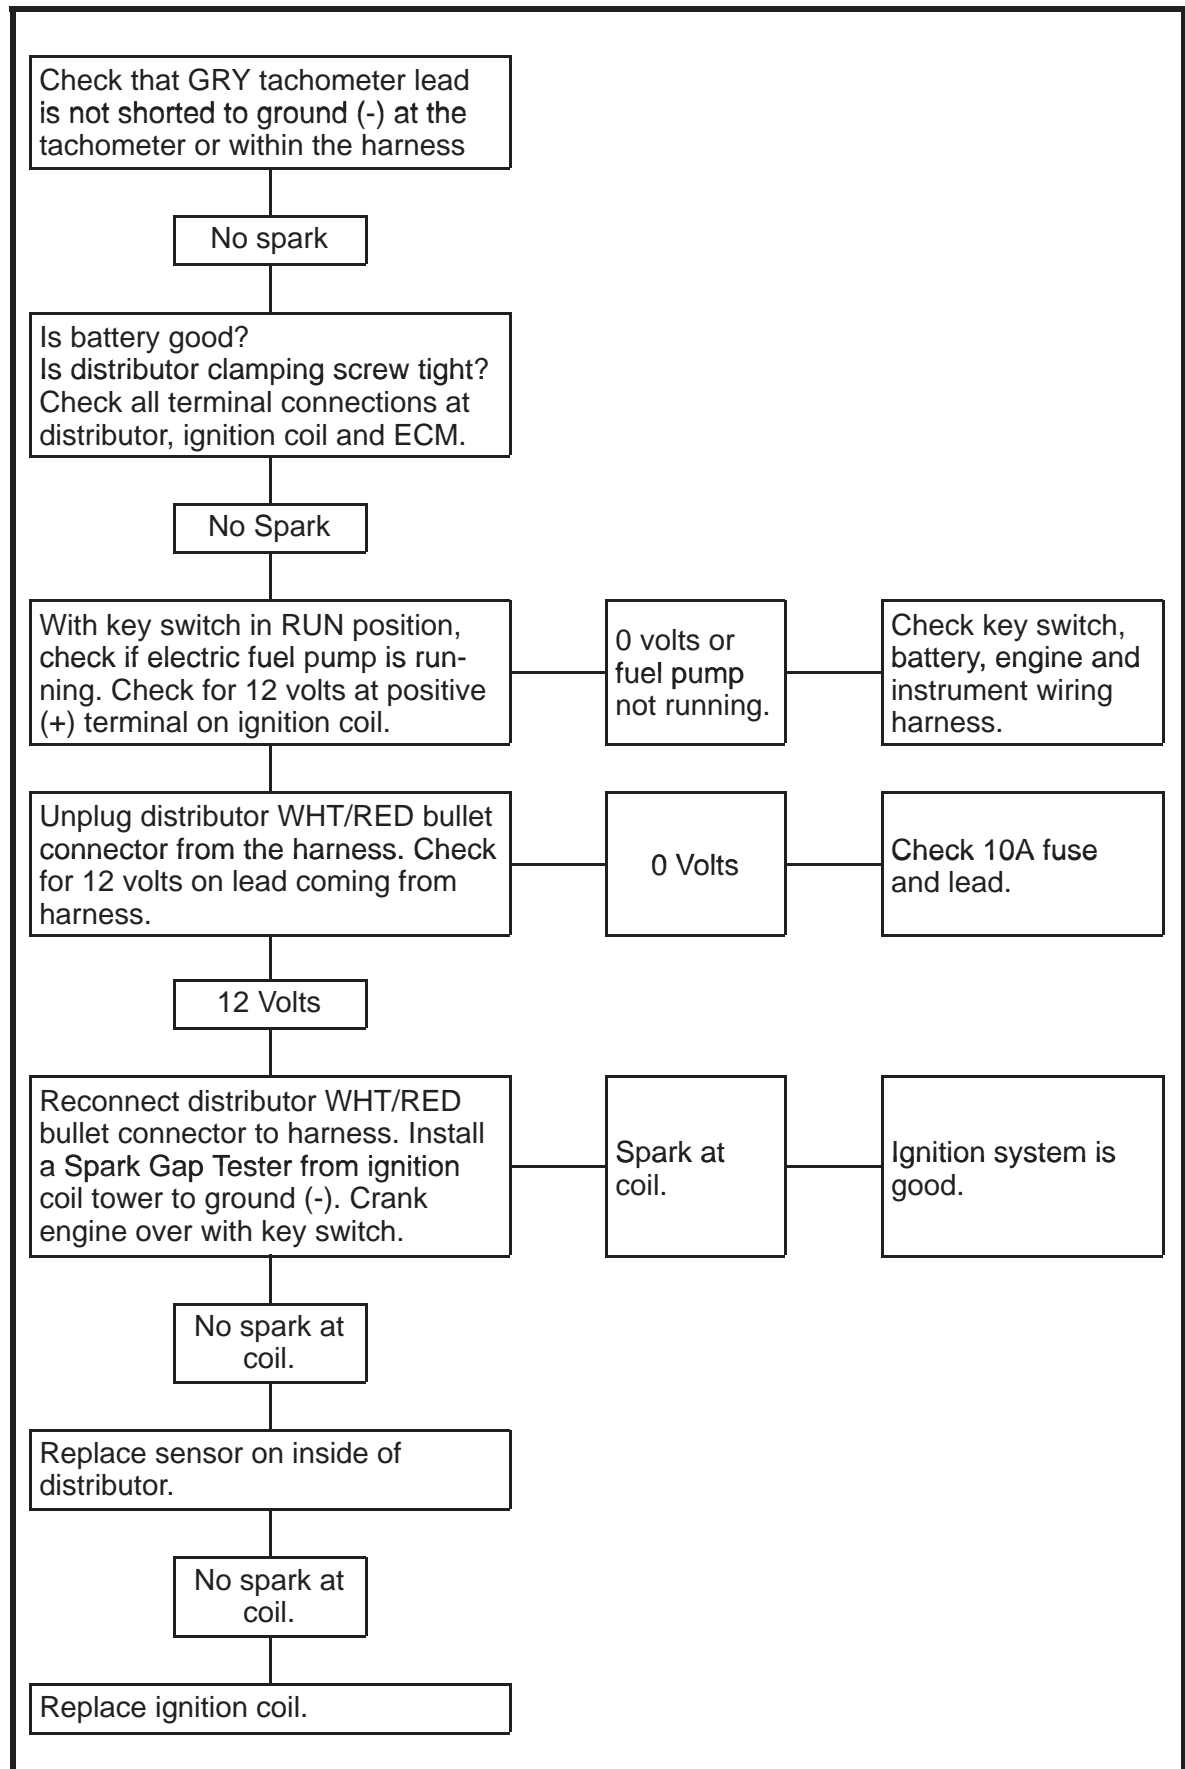 Check that GRY tachometer lead
is not shorted to ground (-) at the
tachometer or within the harness
No spark
Is battery good?
Is distributor clamping screw tight?
Check all terminal connections at
distributor, ignition coil and ECM.
No Spark
With key switch in RUN position,
check if electric fuel pump is run-
ning. Check for 12 volts at positive
(+) terminal on ignition coil.
0 volts or
fuel pump
not running.
Check key switch,
battery, engine and
instrument wiring
harness.
Unplug distributor WHT/RED bullet
connector from the harness. Check
for 12 volts on lead coming from
harness.
0 Volts
Check 10A fuse
and lead.
12 Volts
Reconnect distributor WHT/RED
bullet connector to harness. Install
a Spark Gap Tester from ignition
coil tower to ground (-). Crank
engine over with key switch.
Spark at
coil.
Ignition system is
good.
No spark at
coil.
Replace sensor on inside of
distributor.
No spark at
coil.
Replace ignition coil.